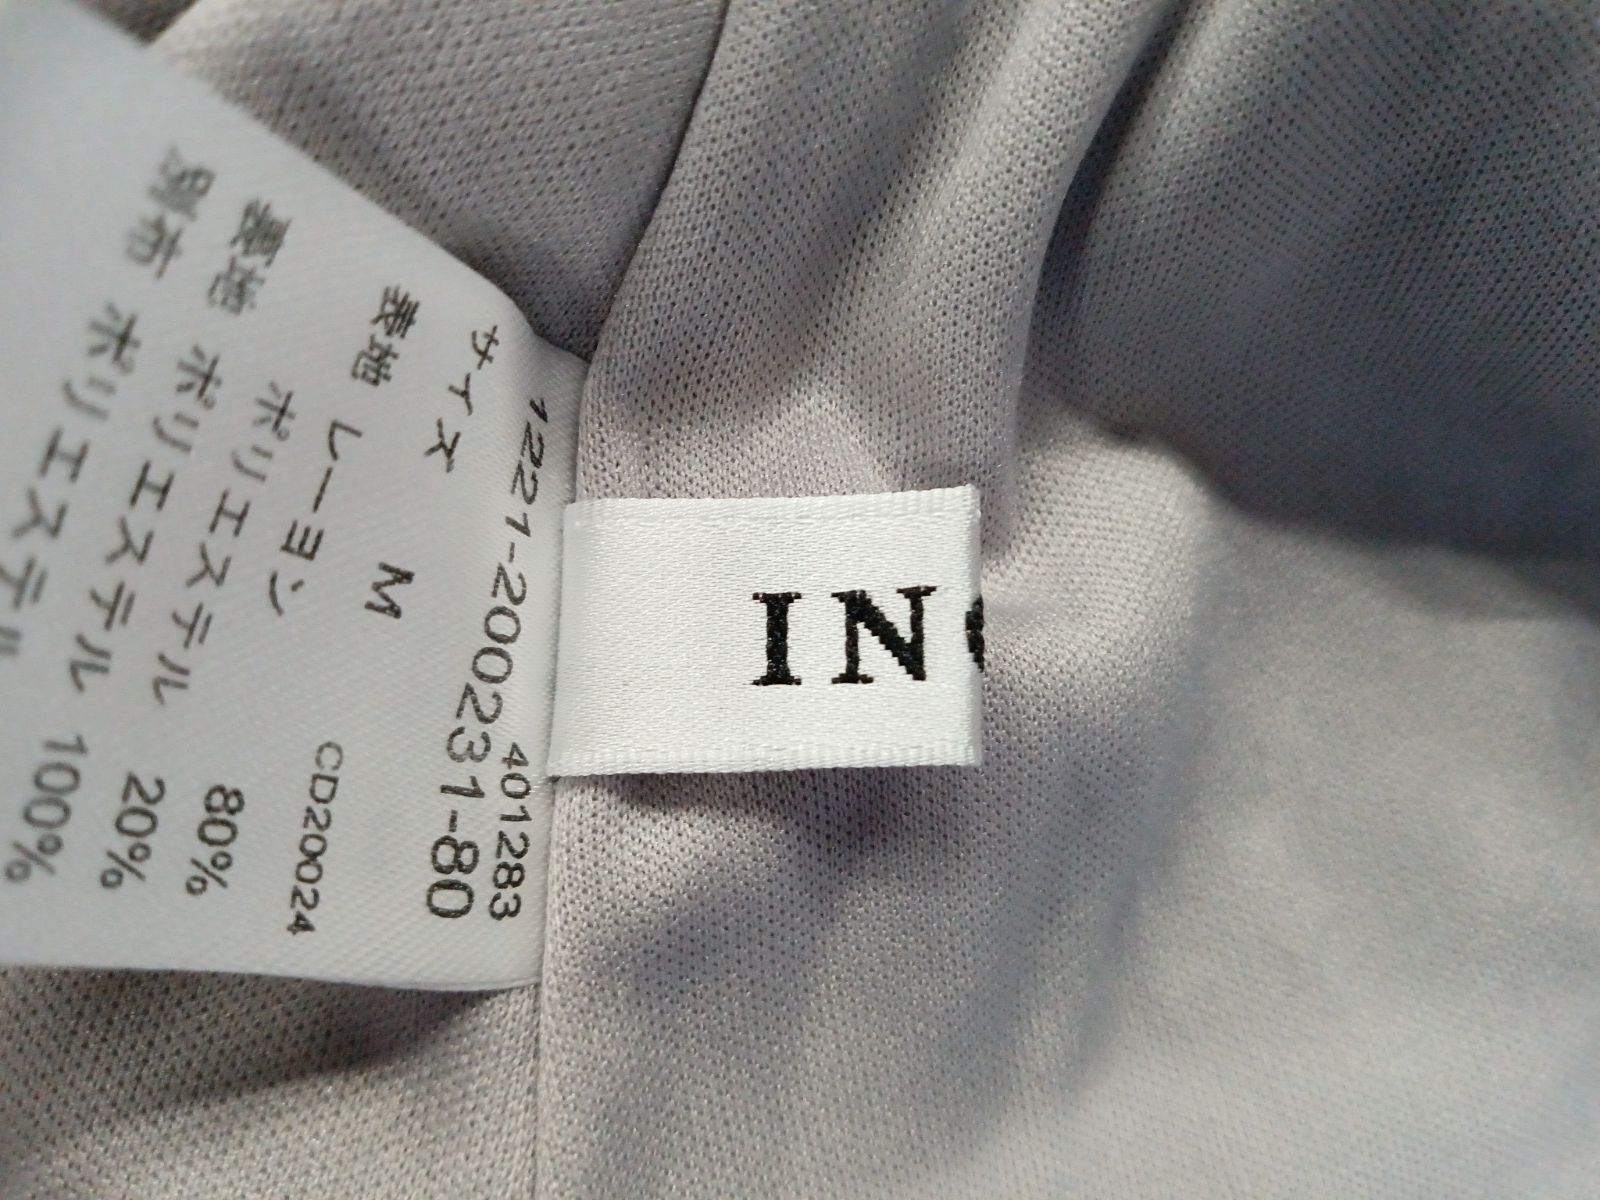 401283
1221-200231-80
サイズ M
CD20024
表地 レーヨン 80%
ポリエステル 20%
裏地 ポリエステル 100%
別布 ポリエステル
IN